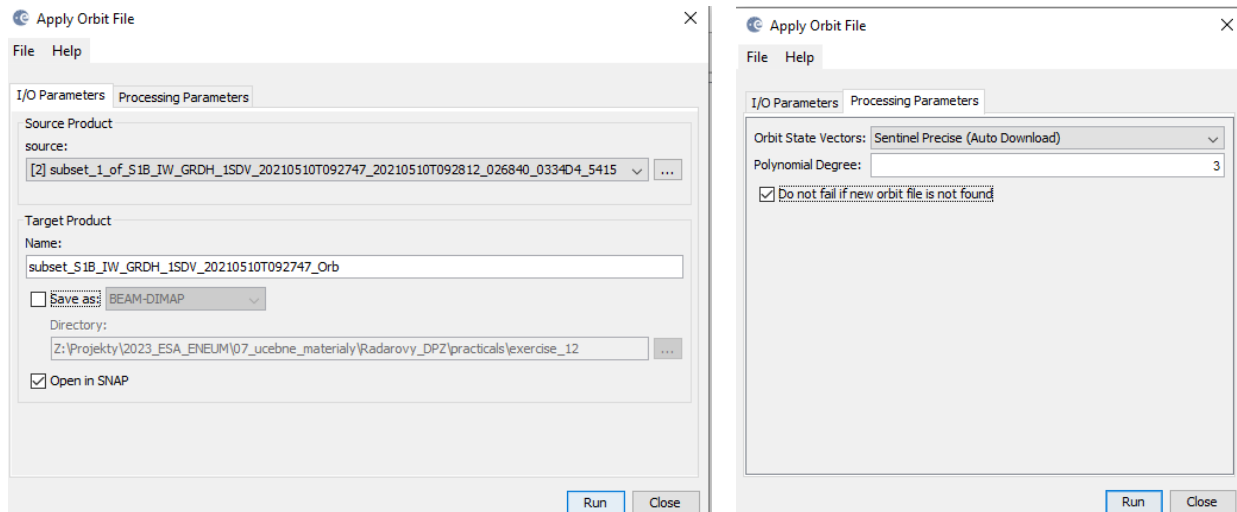 Apply Orbit File
File Help
I/O Parameters Processing Parameters
Source Product
source:
[2] subset_1_of_S1B_IW_GRDH_1SDV_20210510T092747_20210510T092812_026840_0334D4_5415 ...
Target Product
Name:
subset_S1B_IW_GRDH_1SDV_20210510T092747_Orb
Save as: BEAM-DIMAP
Directory:
Z:\Projekty\2023_ESA_ENEUM\07_ucebne_materialy\Radarovy_DPZ\practicals\exercise_12 ...
Open in SNAP
Run Close
Apply Orbit File
File Help
I/O Parameters Processing Parameters
Orbit State Vectors: Sentinel Precise (Auto Download)
Polynomial Degree: 3
Do not fail if new orbit file is not found
Run Close